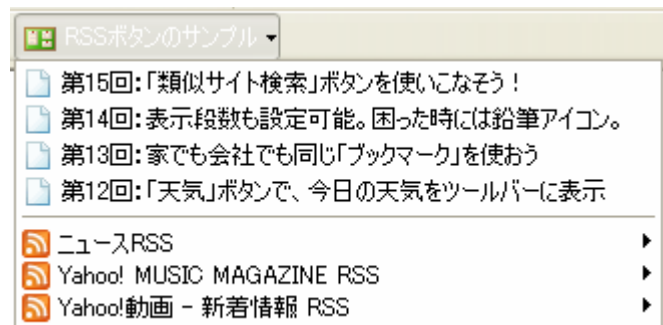 RSSボタンのサンプル
第15回:「類似サイト検索」ボタンを使いこなそう！
第14回:表示段数も設定可能。困った時には鉛筆アイコン。
第13回:家でも会社でも同じ「ブックマーク」を使おう
第12回:「天気」ボタンで、今日の天気をツールバーに表示
ニュースRSS
Yahoo! MUSIC MAGAZINE RSS
Yahoo!動画 - 新着情報 RSS